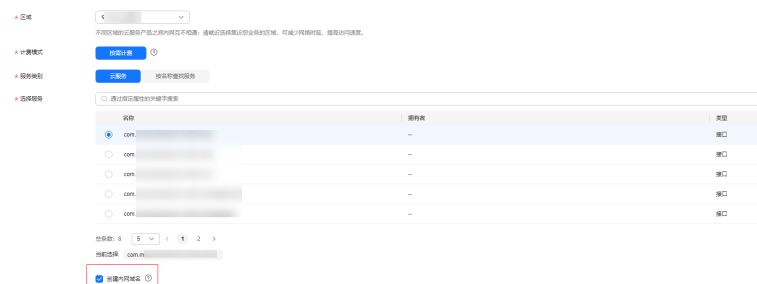 * 区域
不同区域的云服务产品之间内网互不相通；请就近选择靠近您业务的区域，可减少网络时延，提高访问速度。
* 计费模式 按需计费
* 服务类别 云服务 按名称查找服务
* 选择服务 通过指定属性的关键字搜索
名称 拥有者 类型
com. -- 接口
com. -- 接口
com. -- 接口
com. -- 接口
com. -- 接口
总条数: 8 5 1 2
当前选择 com.m
创建内网域名